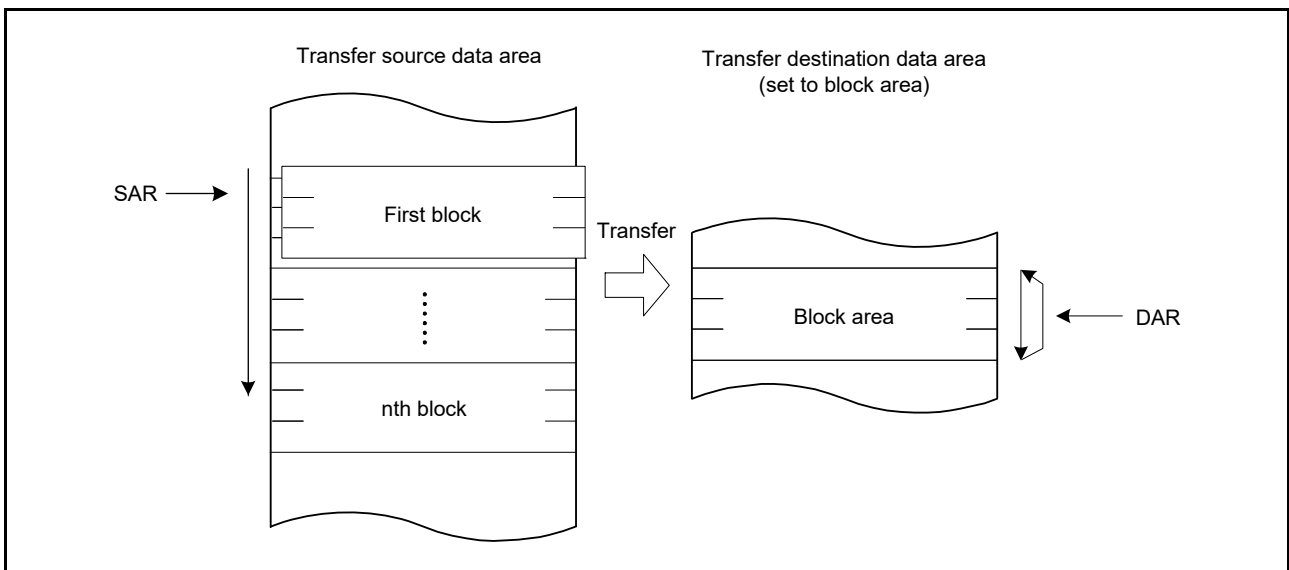 Transfer source data area
Transfer destination data area
(set to block area)
SAR
First block
Transfer
Block area
DAR
nth block